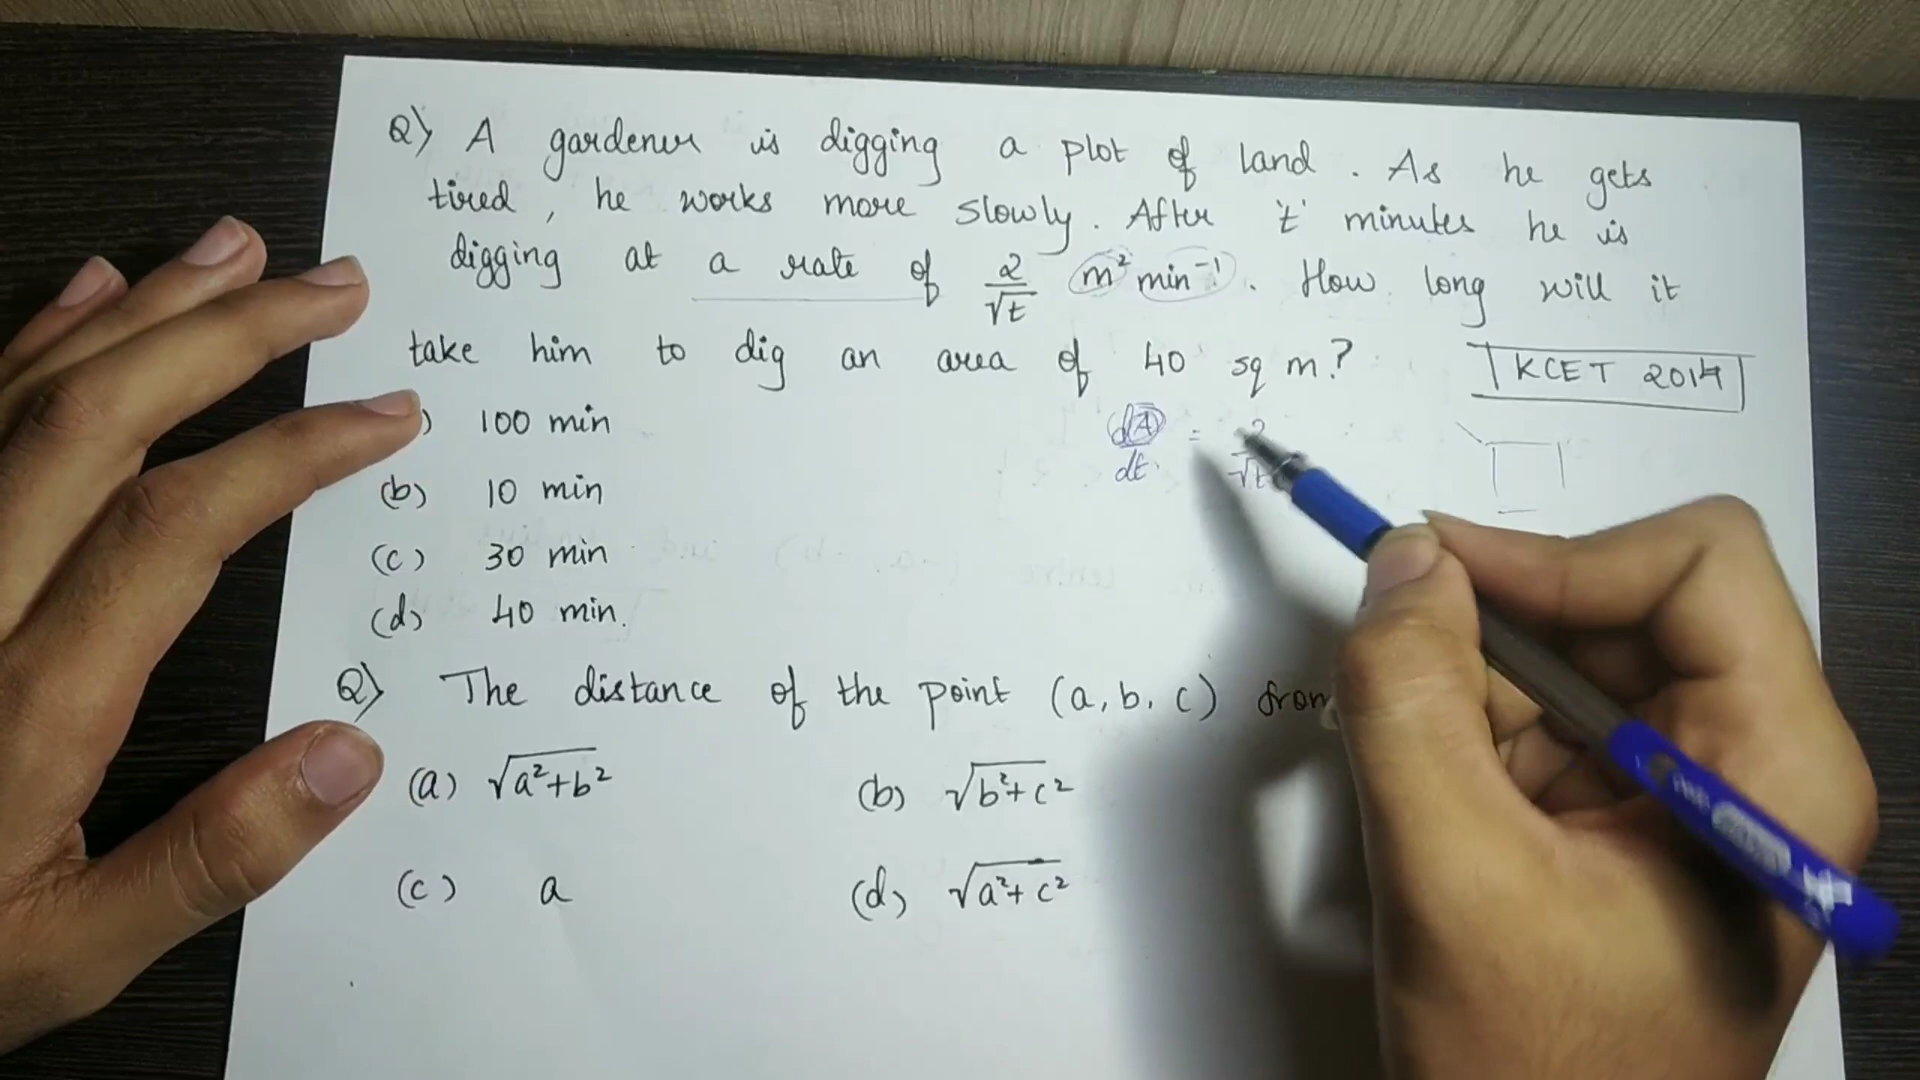 Q) A gardener is digging a plot of land. As he gets
tired, he works more slowly. After 't' minutes he is
digging at a rate of 2/√t m² min⁻¹. How long will it
take him to dig an area of 40 sq m?
KCET 2014
) 100 min
dA/dt = 2/√t
(b) 10 min
(c) 30 min
(d) 40 min.
Q) The distance of the point (a, b, c) from
(a) √a²+b²
(b) √b²+c²
(c) a
(d) √a²+c²